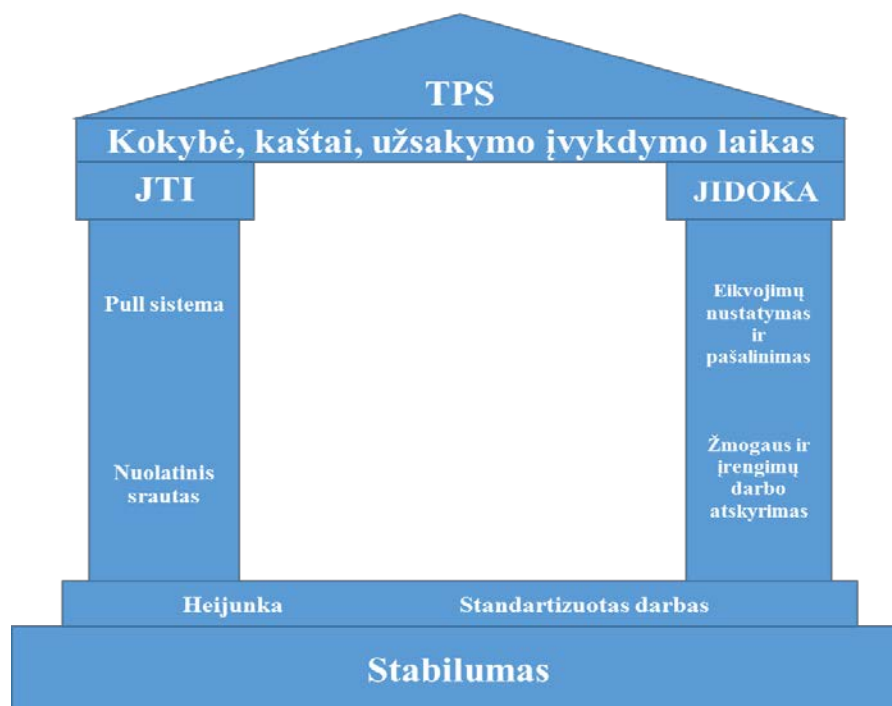 TPS
Kokybė, kaštai, užsakymo įvykdymo laikas
JTI
JIDOKA
Pull sistema
Eikvojimų
nustatymas
ir
pašalinimas
Nuolatinis
srautas
Žmogaus ir
įrengimų
darbo
atskyrimas
Heijunka
Standartizuotas darbas
Stabilumas